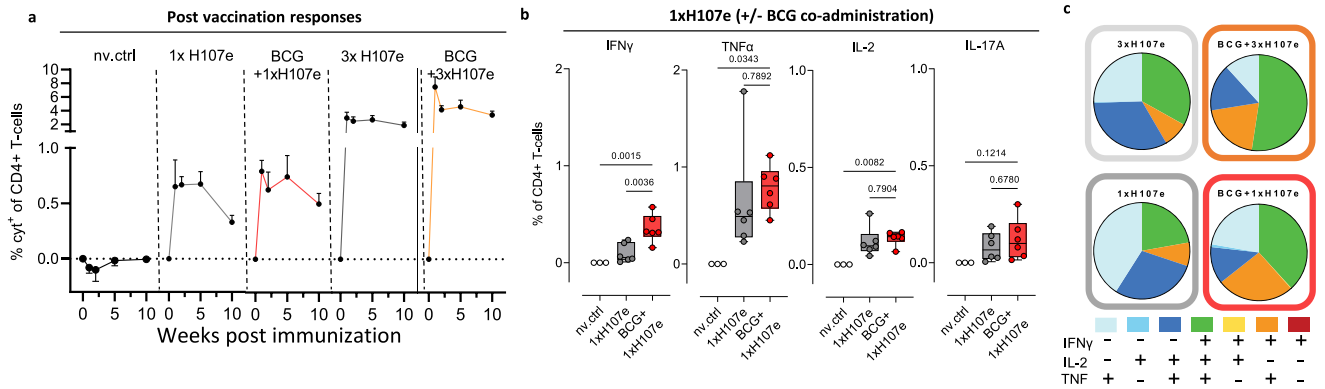 a
Post vaccination responses
nv.ctrl
1x H107e
BCG
+1xH107e
3x H107e
BCG
+3xH107e
% cyt+ of CD4+ T-cells
10
8
6
4
2
1.0
0.5
0.0
0 5 10 0 5 10 0 5 10 0 5 10 0 5 10
Weeks post immunization
b
1xH107e (+/- BCG co-administration)
IFNγ
TNFα
IL-2
IL-17A
% of CD4+ T-cells
2
1
0
0.0015
0.0036
2
1
0
0.0343
0.7892
1.0
0.5
0.0
0.0082
0.7904
1.0
0.5
0.0
0.1214
0.6780
nv.ctrl
1xH107e
BCG+
1xH107e
nv.ctrl
1xH107e
BCG+
1xH107e
nv.ctrl
1xH107e
BCG+
1xH107e
nv.ctrl
1xH107e
BCG+
1xH107e
c
3xH107e
BCG+3xH107e
1xH107e
BCG+1xH107e
IFNγ - - - + + + +
IL-2 - + + + + - -
TNF + - + + - + -